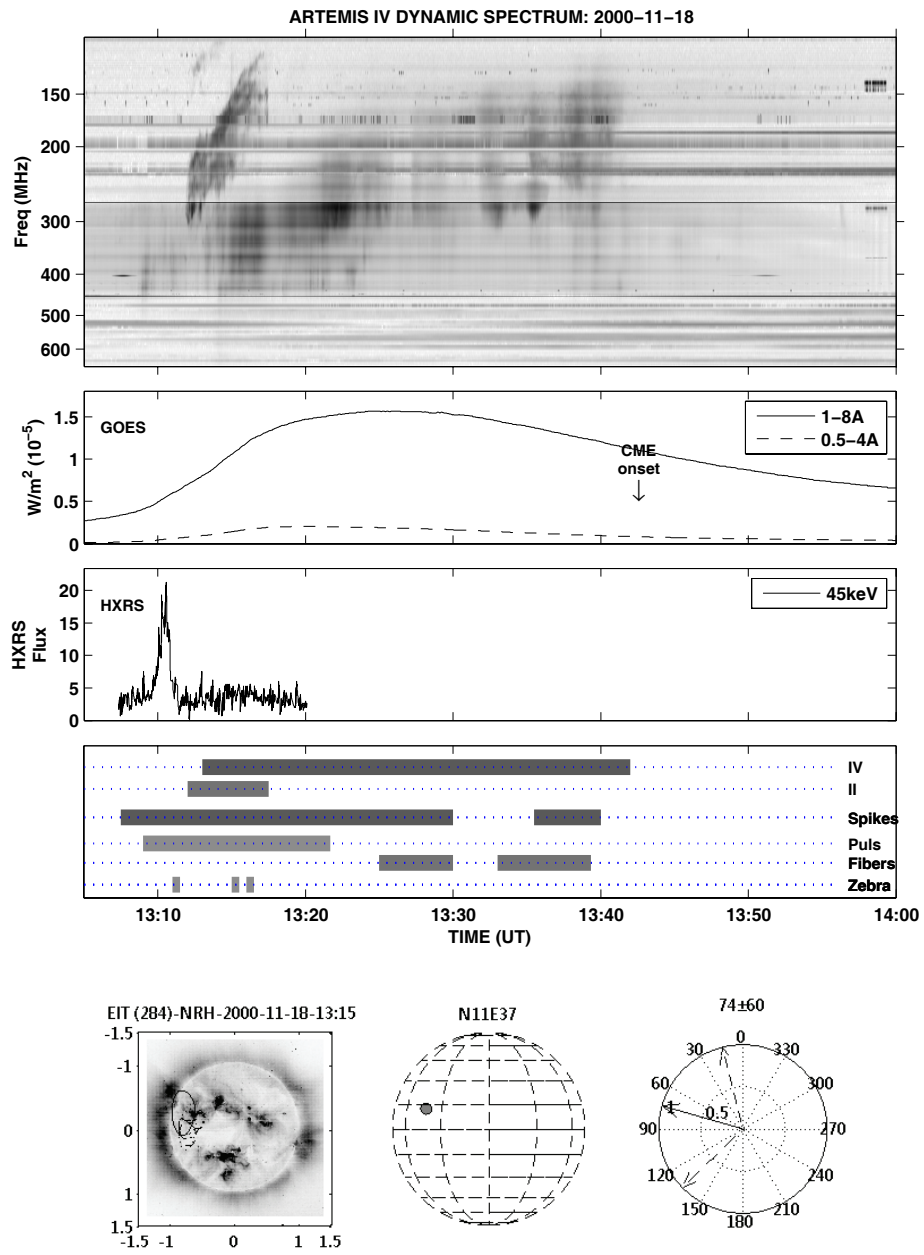 ARTEMIS IV DYNAMIC SPECTRUM: 2000−11−18
Freq (MHz)
150
200
300
400
500
600
GOES
W/m² (10⁻⁵)
1.5
1
0.5
0
1−8A
0.5−4A
CME
onset
HXRS
HXRS
Flux
20
15
10
5
0
45keV
IV
II
Spikes
Puls
Fibers
Zebra
13:10 13:20 13:30 13:40 13:50 14:00
TIME (UT)
EIT (284)-NRH-2000-11-18-13:15
-1.5
-1
0
1
1.5
-1.5 -1 0 1 1.5
N11E37
74±60
0
30 330
60 300
0.5
90 270
120 240
150 210
180